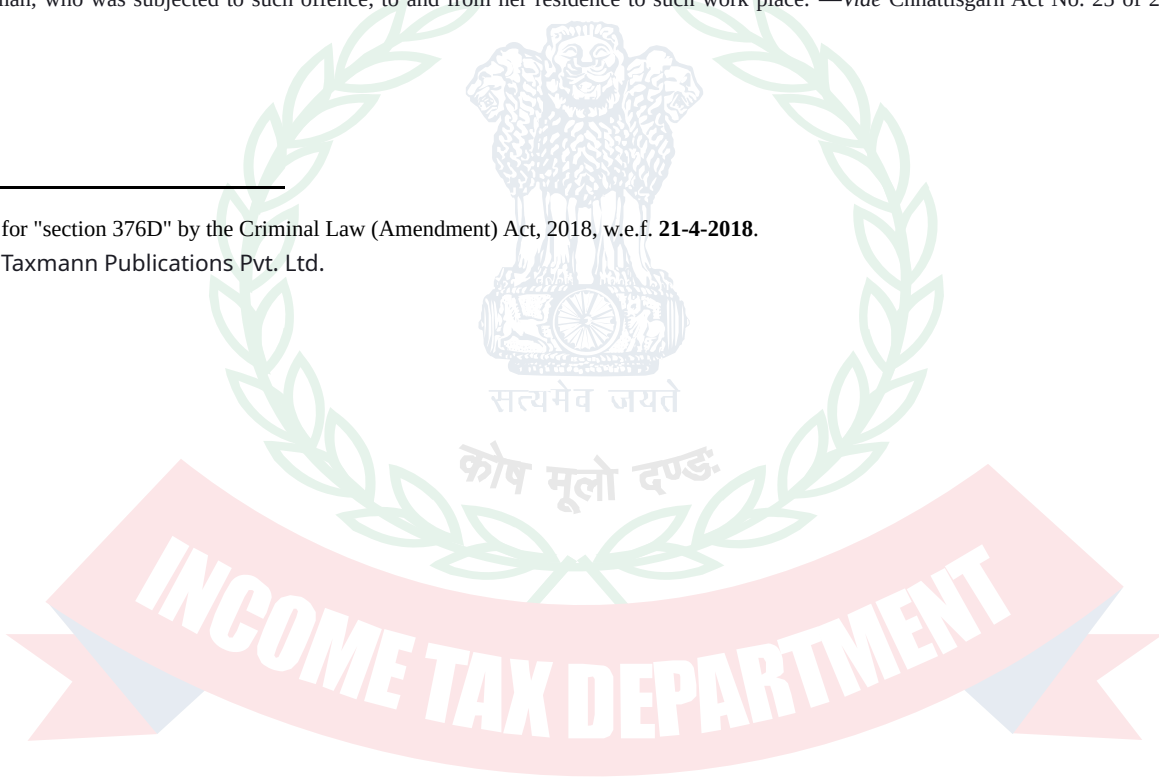 who was subjected to such offence, to and from her residence to such work place. —Vide Chhattisgarh Act No. 25 of
for "section 376D" by the Criminal Law (Amendment) Act, 2018, w.e.f. 21-4-2018.
Taxmann Publications Pvt. Ltd.
सत्यमेव जयते
कोष मूलो दण्डः
INCOME TAX DEPARTMENT